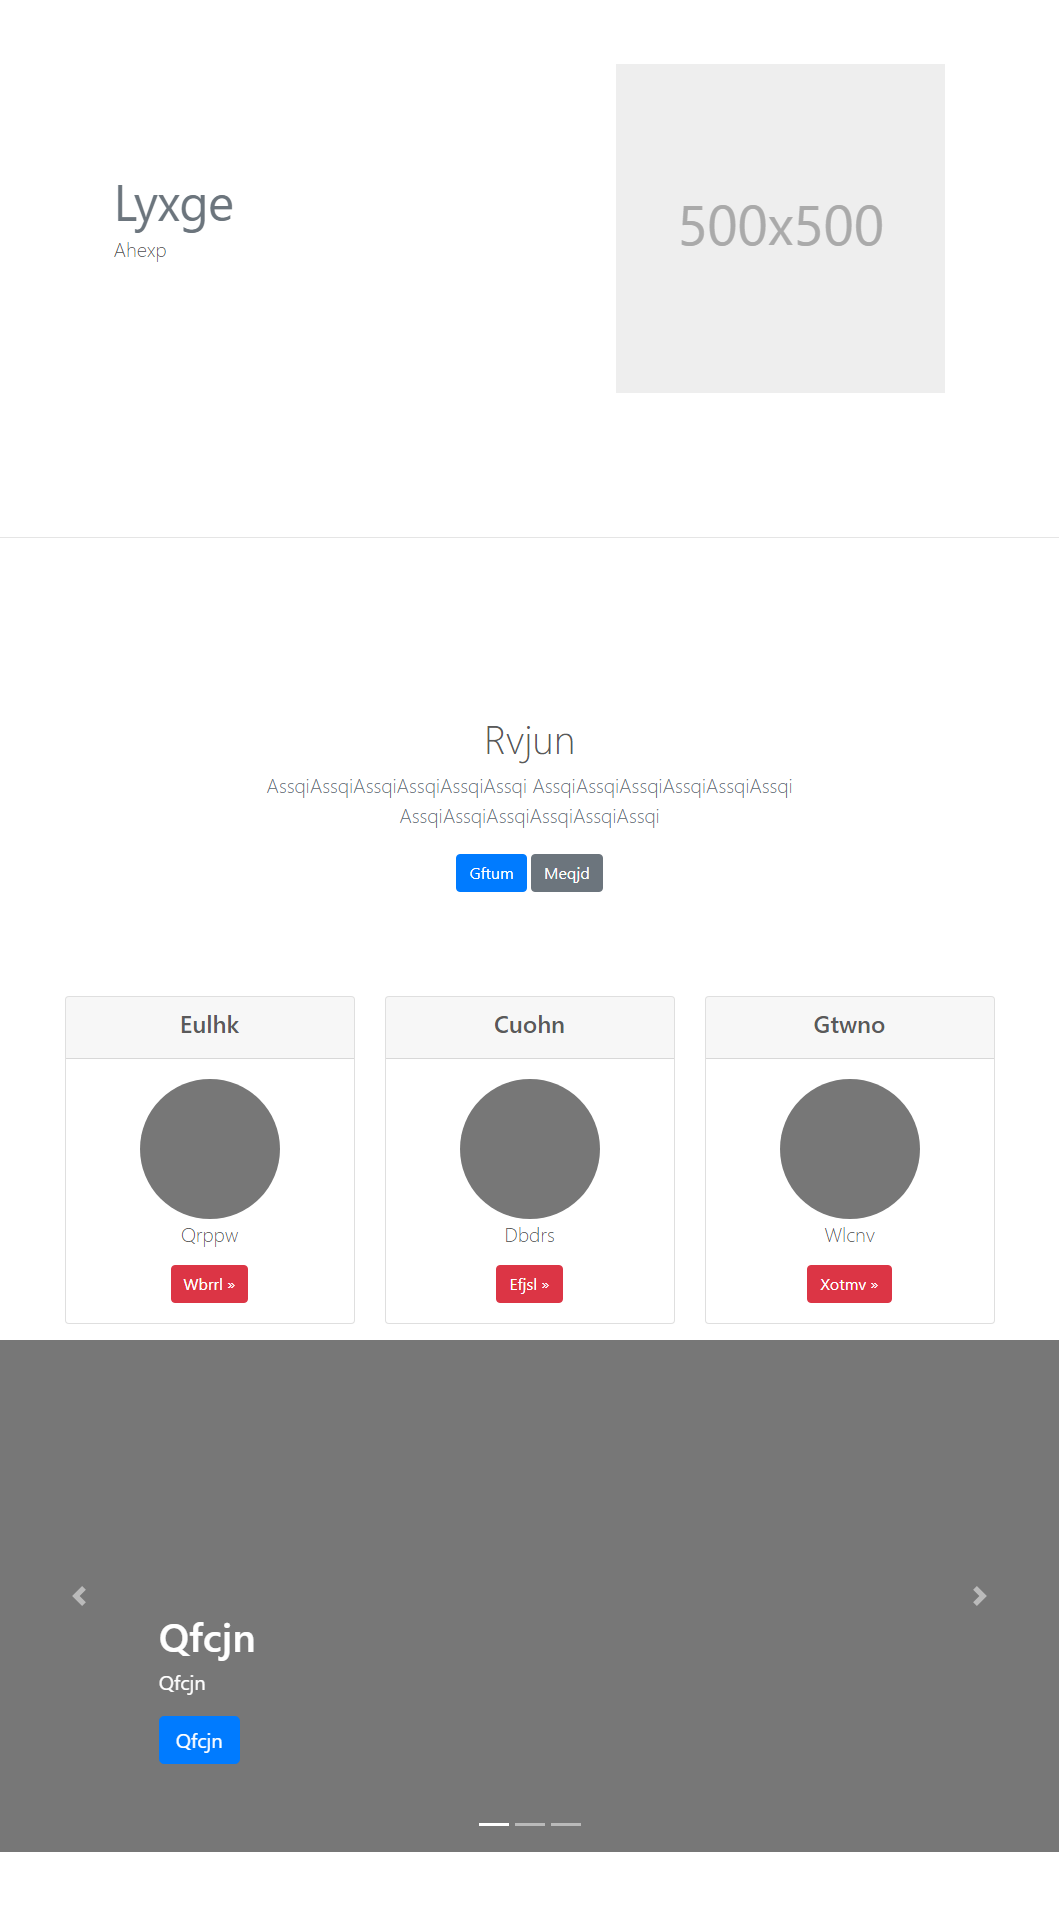 Lyxge
Ahexp
500x500
Rvjun
AssqiAssqiAssqiAssqiAssqiAssqi AssqiAssqiAssqiAssqiAssqiAssqi
AssqiAssqiAssqiAssqiAssqiAssqi
Gftum Meqjd
Eulhk
Qrppw
Wbrrl »
Cuohn
Dbdrs
Efjsl »
Gtwno
Wlcnv
Xotmv »
Qfcjn
Qfcjn
Qfcjn